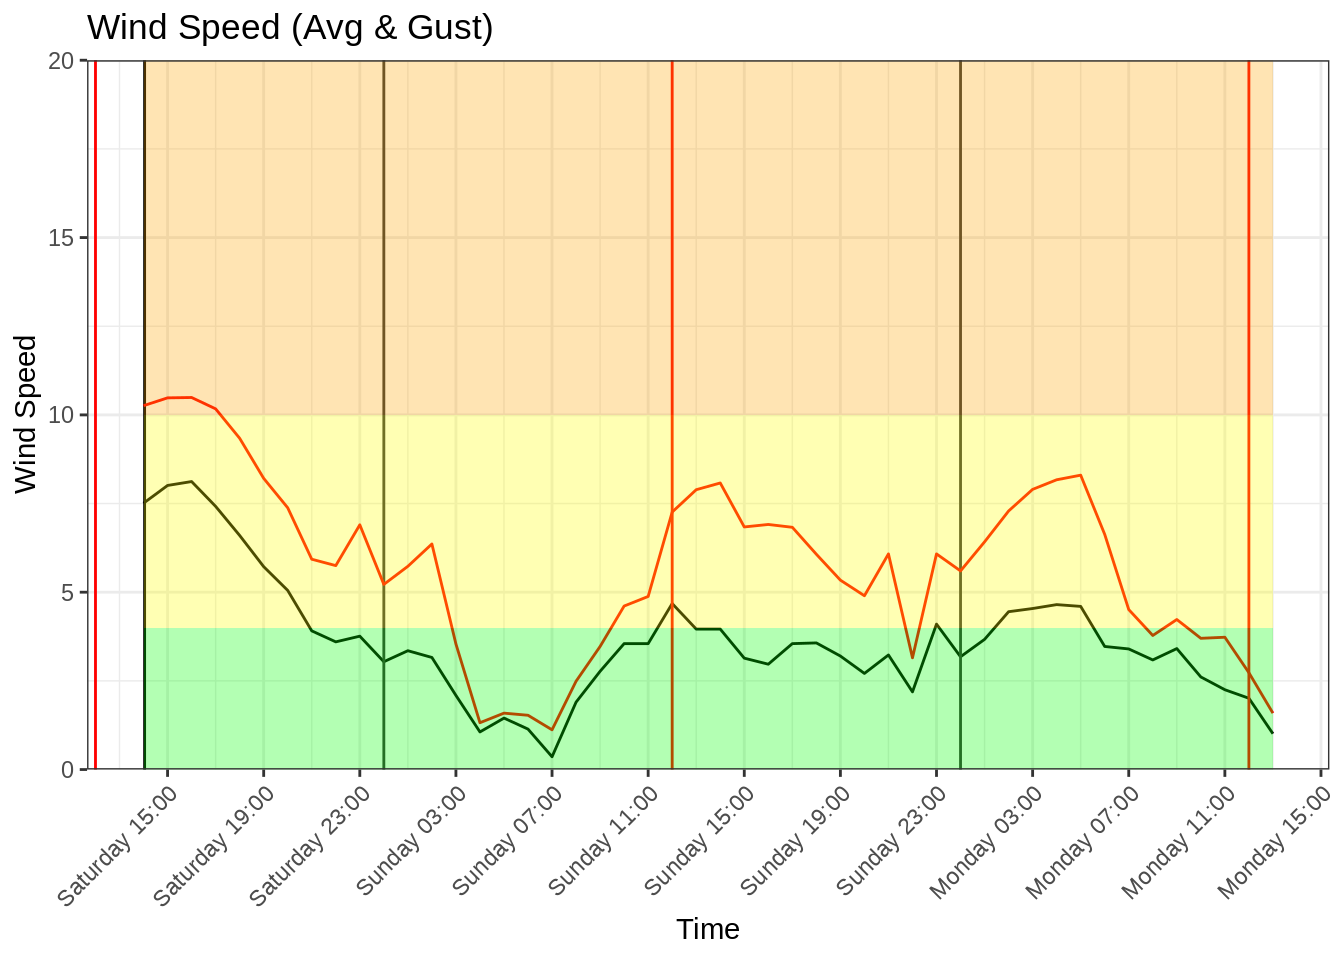 Wind Speed (Avg & Gust)
Wind Speed
20
15
10
5
0
Saturday 15:00
Saturday 19:00
Saturday 23:00
Sunday 03:00
Sunday 07:00
Sunday 11:00
Sunday 15:00
Sunday 19:00
Sunday 23:00
Monday 03:00
Monday 07:00
Monday 11:00
Monday 15:00
Time